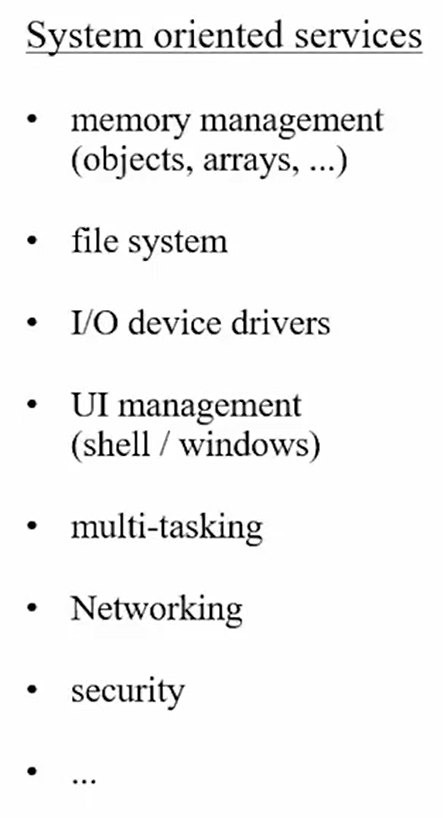 System oriented services
• memory management
(objects, arrays, ...)
• file system
• I/O device drivers
• UI management
(shell / windows)
• multi-tasking
• Networking
• security
• ...